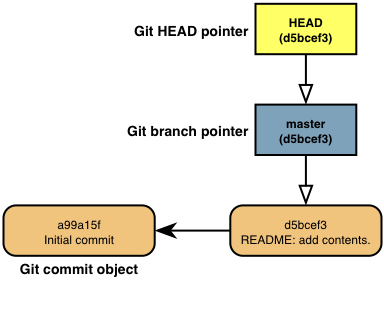 HEAD
Git HEAD pointer
(d5bcef3)
master
Git branch pointer
(d5bcef3)
a99a15f
Initial commit
d5bcef3
README: add contents.
Git commit object